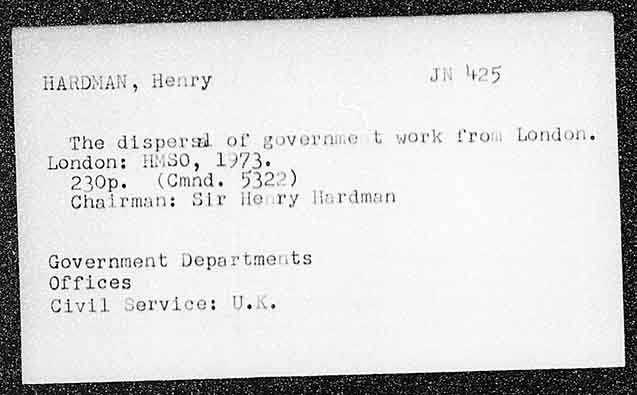 HARDMAN, Henry JN 425
The dispersal of government work from London.
London: HMSO, 1973.
230p. (Cmnd. 5322)
Chairman: Sir Henry Hardman
Government Departments
Offices
Civil Service: U.K.